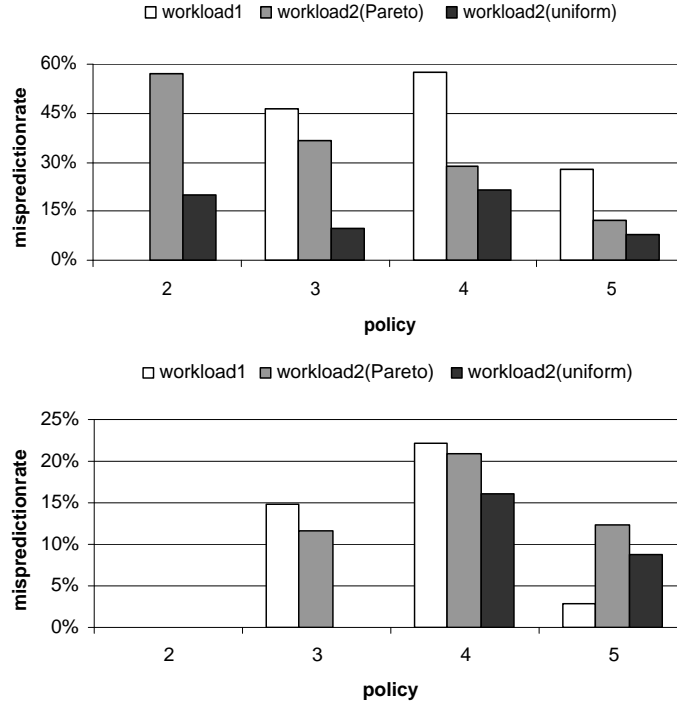 workload1 workload2(Pareto) workload2(uniform)
60%
45%
30%
15%
0%
mispredictionrate
2 3 4 5
policy
workload1 workload2(Pareto) workload2(uniform)
25%
20%
15%
10%
5%
0%
mispredictionrate
2 3 4 5
policy